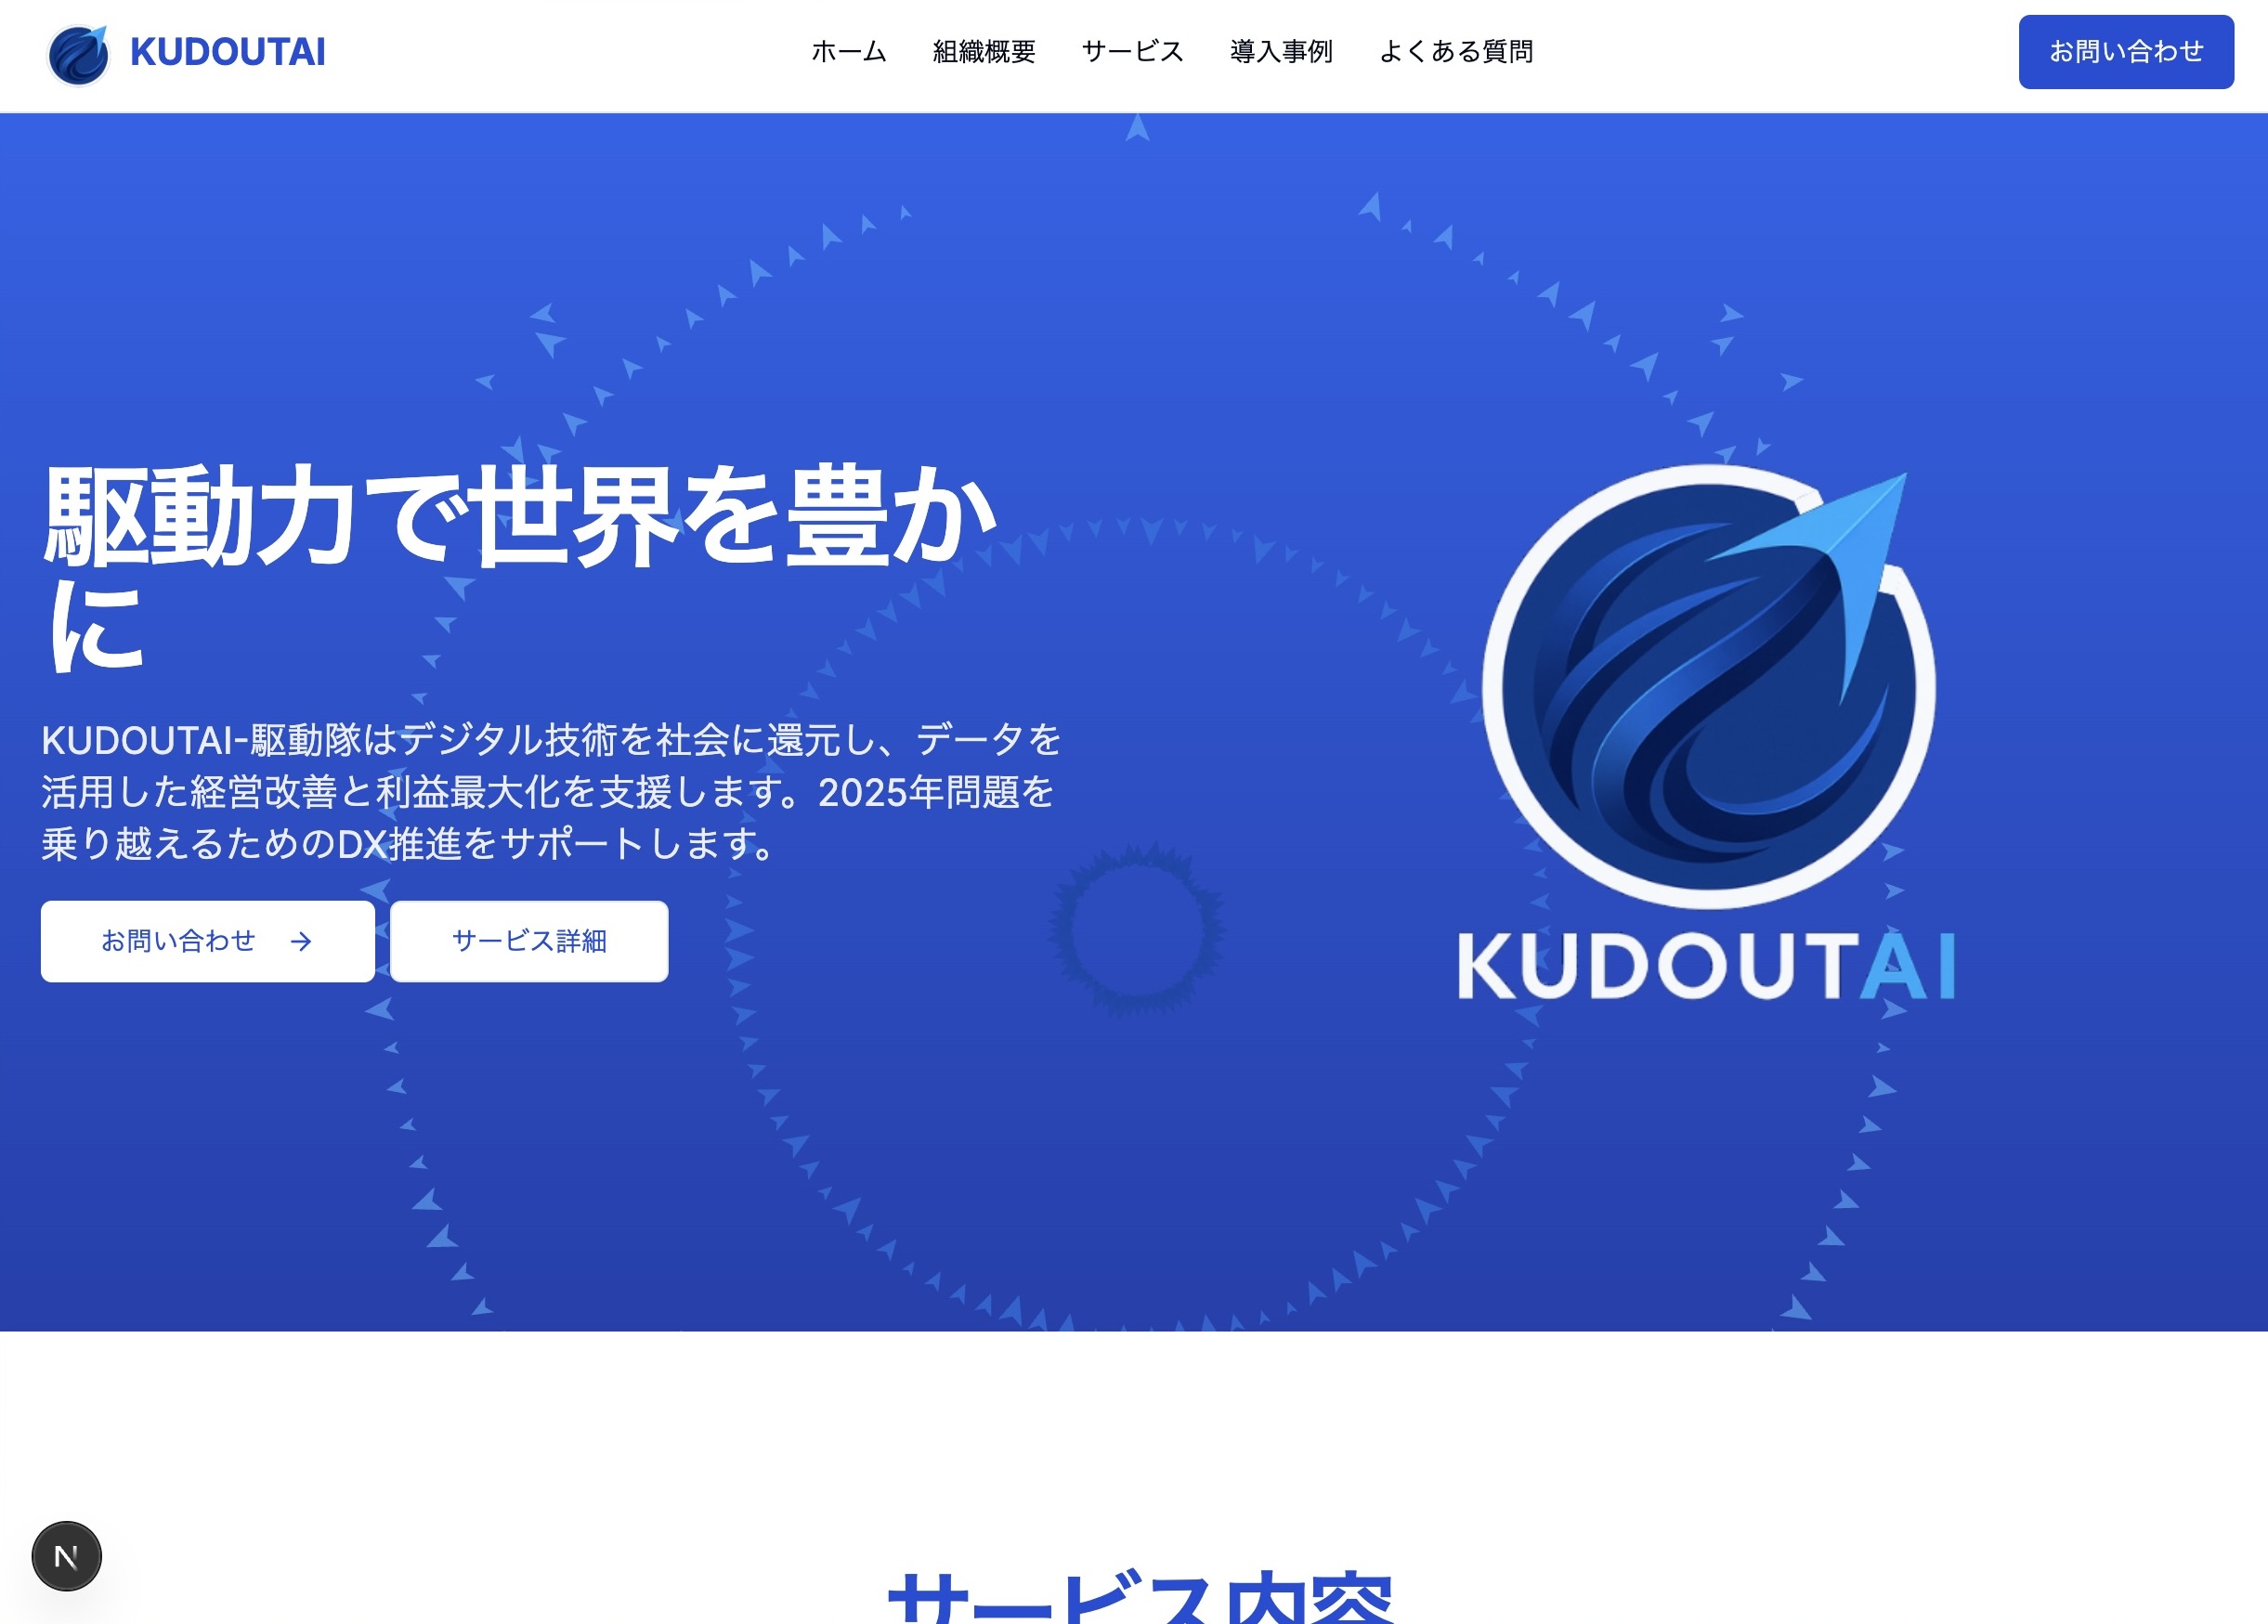 KUDOUTAI
ホーム 組織概要 サービス 導入事例 よくある質問
お問い合わせ
駆動力で世界を豊か
に
KUDOUTAI-駆動隊はデジタル技術を社会に還元し、データを
活用した経営改善と利益最大化を支援します。2025年問題を
乗り越えるためのDX推進をサポートします。
お問い合わせ →
サービス詳細
KUDOUTAI
N
サービス内容